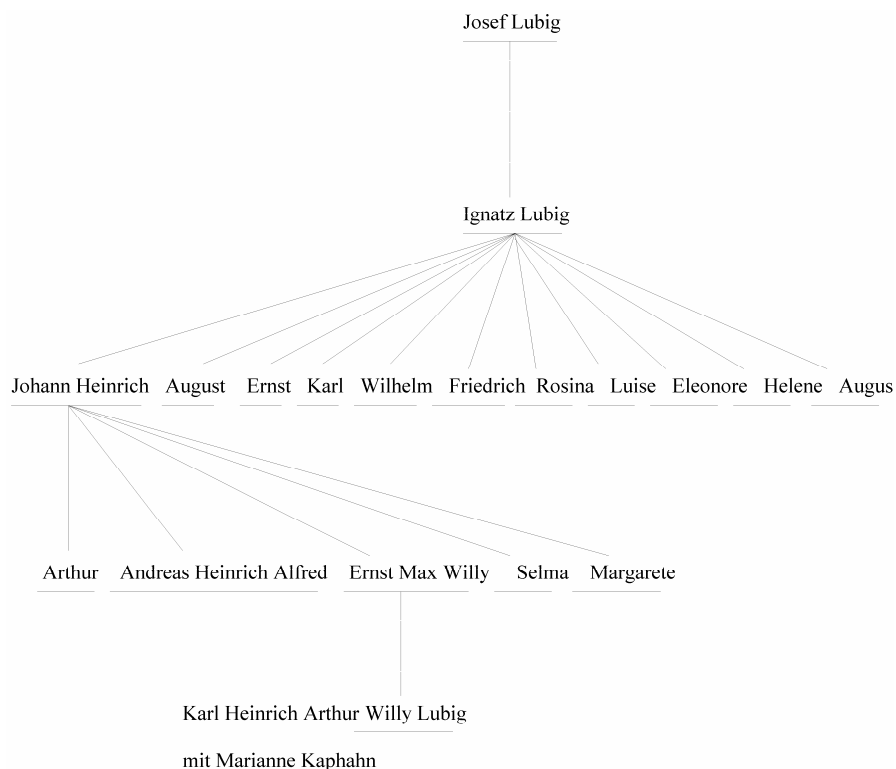 Josef Lubig
Ignatz Lubig
Johann Heinrich August Ernst Karl Wilhelm Friedrich Rosina Luise Eleonore Helene Augus
Arthur Andreas Heinrich Alfred Ernst Max Willy Selma Margarete
Karl Heinrich Arthur Willy Lubig
mit Marianne Kaphahn